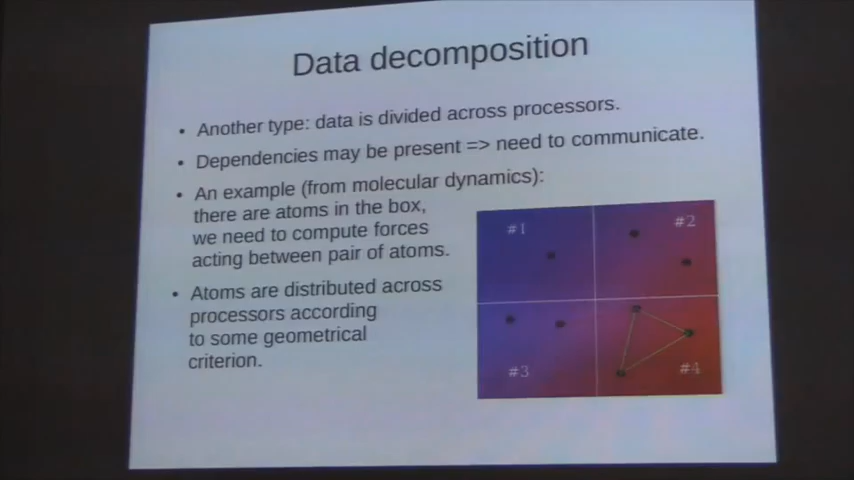 Data decomposition
• Another type: data is divided across processors.
• Dependencies may be present => need to communicate.
• An example (from molecular dynamics):
there are atoms in the box,
we need to compute forces
acting between pair of atoms.
• Atoms are distributed across
processors according
to some geometrical
criterion.
#1
#2
#3
#4